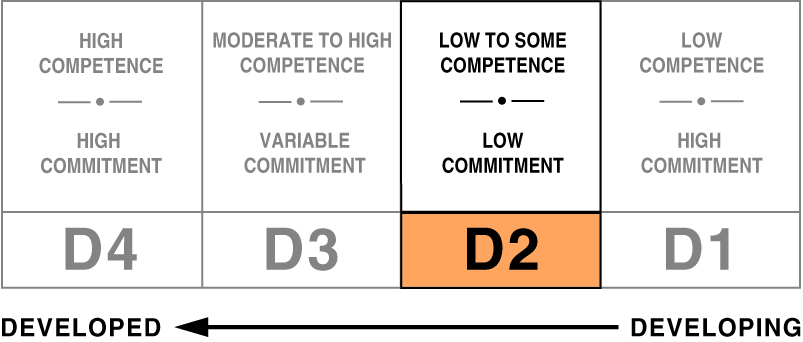 HIGH
COMPETENCE
HIGH
COMMITMENT
D4
MODERATE TO HIGH
COMPETENCE
VARIABLE
COMMITMENT
D3
LOW TO SOME
COMPETENCE
LOW
COMMITMENT
D2
LOW
COMPETENCE
HIGH
COMMITMENT
D1
DEVELOPED
DEVELOPING